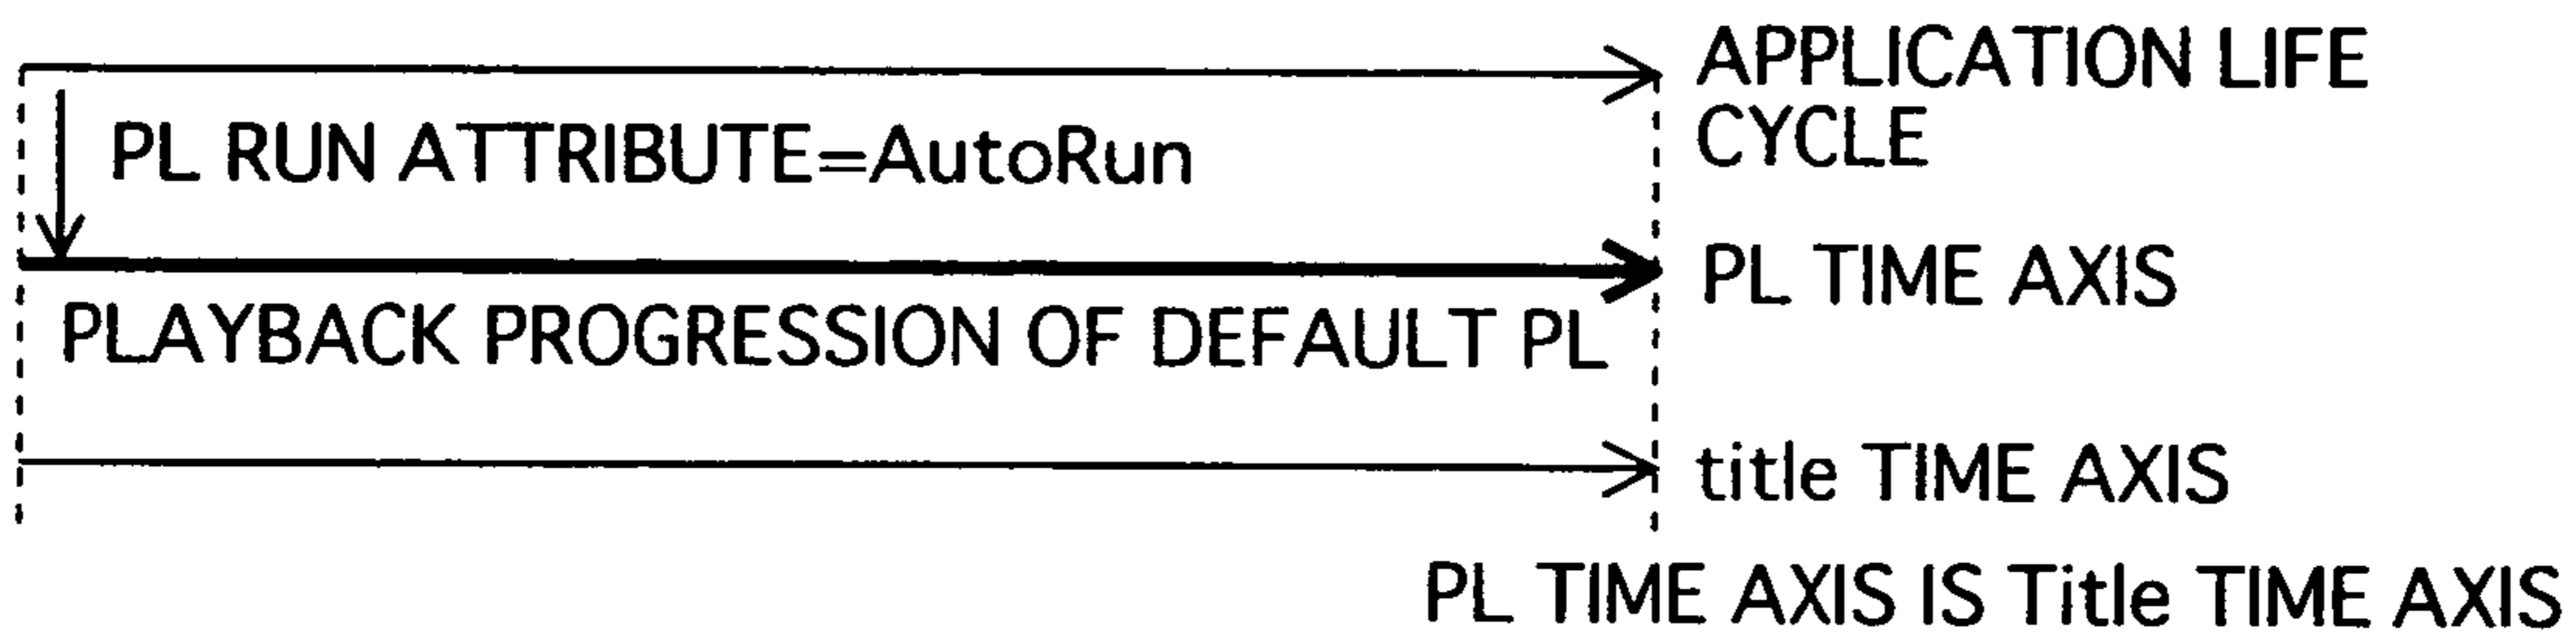 APPLICATION LIFE
CYCLE
PL RUN ATTRIBUTE=AutoRun
PL TIME AXIS
PLAYBACK PROGRESSION OF DEFAULT PL
title TIME AXIS
PL TIME AXIS IS Title TIME AXIS